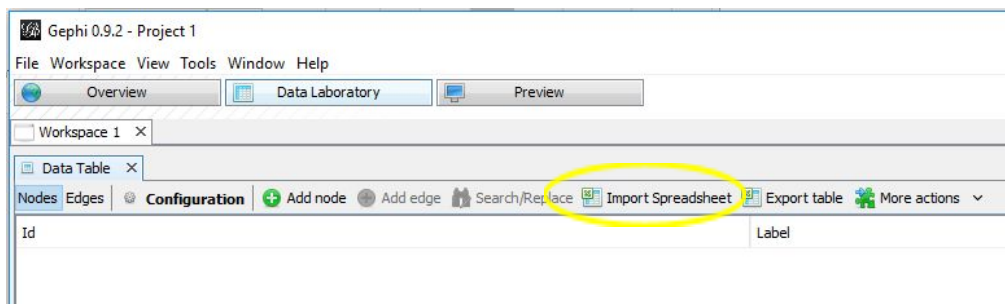 Gephi 0.9.2 - Project 1
File Workspace View Tools Window Help
Overview Data Laboratory Preview
Workspace 1
Data Table
Nodes Edges Configuration Add node Add edge Search/Replace Import Spreadsheet Export table More actions
Id Label